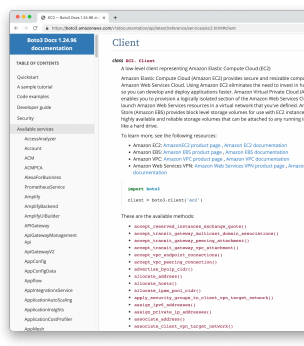 EC2 — Boto3 Docs 1.24.96 d
https://boto3.amazonaws.com/v1/documentation/api/latest/reference/services/ec2.html#client
Boto3 Docs 1.24.96
documentation
TABLE OF CONTENTS
Quickstart
A sample tutorial
Code examples
Developer guide
Security
Available services
AccessAnalyzer
Account
ACM
ACMPCA
AlexaForBusiness
PrometheusService
Amplify
AmplifyBackend
AmplifyUIBuilder
APIGateway
ApiGatewayManagement
Api
ApiGatewayV2
AppConfig
AppConfigData
Appflow
AppIntegrationsService
ApplicationAutoScaling
ApplicationInsights
ApplicationCostProfiler
AppMesh
Client
class EC2.Client
A low-level client representing Amazon Elastic Compute Cloud (EC2)
Amazon Elastic Compute Cloud (Amazon EC2) provides secure and resizable comp
Amazon Web Services Cloud. Using Amazon EC2 eliminates the need to invest in ha
so you can develop and deploy applications faster. Amazon Virtual Private Cloud (A
enables you to provision a logically isolated section of the Amazon Web Services Cl
launch Amazon Web Services resources in a virtual network that you've defined. Am
Store (Amazon EBS) provides block level storage volumes for use with EC2 instance
highly available and reliable storage volumes that can be attached to any running in
like a hard drive.
To learn more, see the following resources:
• Amazon EC2: AmazonEC2 product page , Amazon EC2 documentation
• Amazon EBS: Amazon EBS product page , Amazon EBS documentation
• Amazon VPC: Amazon VPC product page , Amazon VPC documentation
• Amazon Web Services VPN: Amazon Web Services VPN product page , Amazon
documentation
import boto3
client = boto3.client('ec2')
These are the available methods:
• accept_reserved_instances_exchange_quote()
• accept_transit_gateway_multicast_domain_associations()
• accept_transit_gateway_peering_attachment()
• accept_transit_gateway_vpc_attachment()
• accept_vpc_endpoint_connections()
• accept_vpc_peering_connection()
• advertise_byoip_cidr()
• allocate_address()
• allocate_hosts()
• allocate_ipam_pool_cidr()
• apply_security_groups_to_client_vpn_target_network()
• assign_ipv6_addresses()
• assign_private_ip_addresses()
• associate_address()
• associate_client_vpn_target_network()